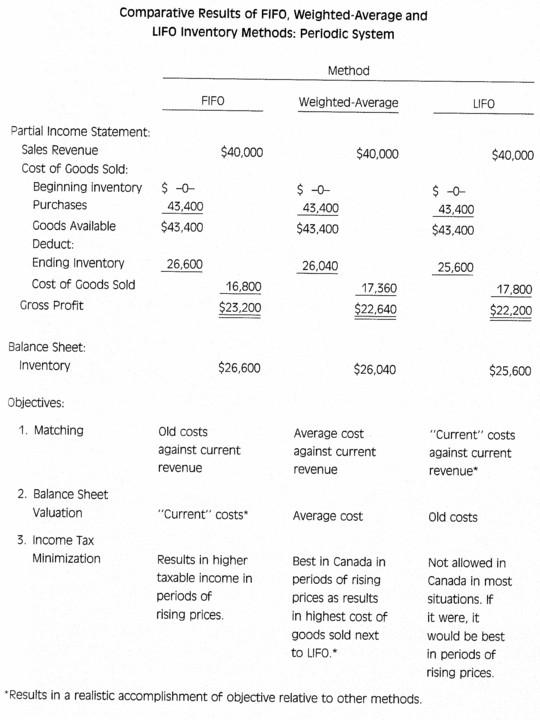 Comparative Results of FIFO, Weighted-Average and
LIFO Inventory Methods: Periodic System
Method
FIFO Weighted-Average LIFO
Partial Income Statement:
Sales Revenue $40,000 $40,000 $40,000
Cost of Goods Sold:
Beginning Inventory $ -0- $ -0- $ -0-
Purchases 43,400 43,400 43,400
Goods Available $43,400 $43,400 $43,400
Deduct:
Ending Inventory 26,600 26,040 25,600
Cost of Goods Sold 16,800 17,360 17,800
Gross Profit $23,200 $22,640 $22,200
Balance Sheet:
Inventory $26,600 $26,040 $25,600
Objectives:
1. Matching Old costs Average cost "Current" costs
against current against current against current
revenue revenue revenue*
2. Balance Sheet
Valuation "Current" costs* Average cost Old costs
3. Income Tax
Minimization Results in higher Best in Canada in Not allowed in
taxable income in periods of rising Canada in most
periods of prices as results situations. If
rising prices. in highest cost of it were, it
goods sold next would be best
to LIFO.* in periods of
rising prices.
*Results in a realistic accomplishment of objective relative to other methods.